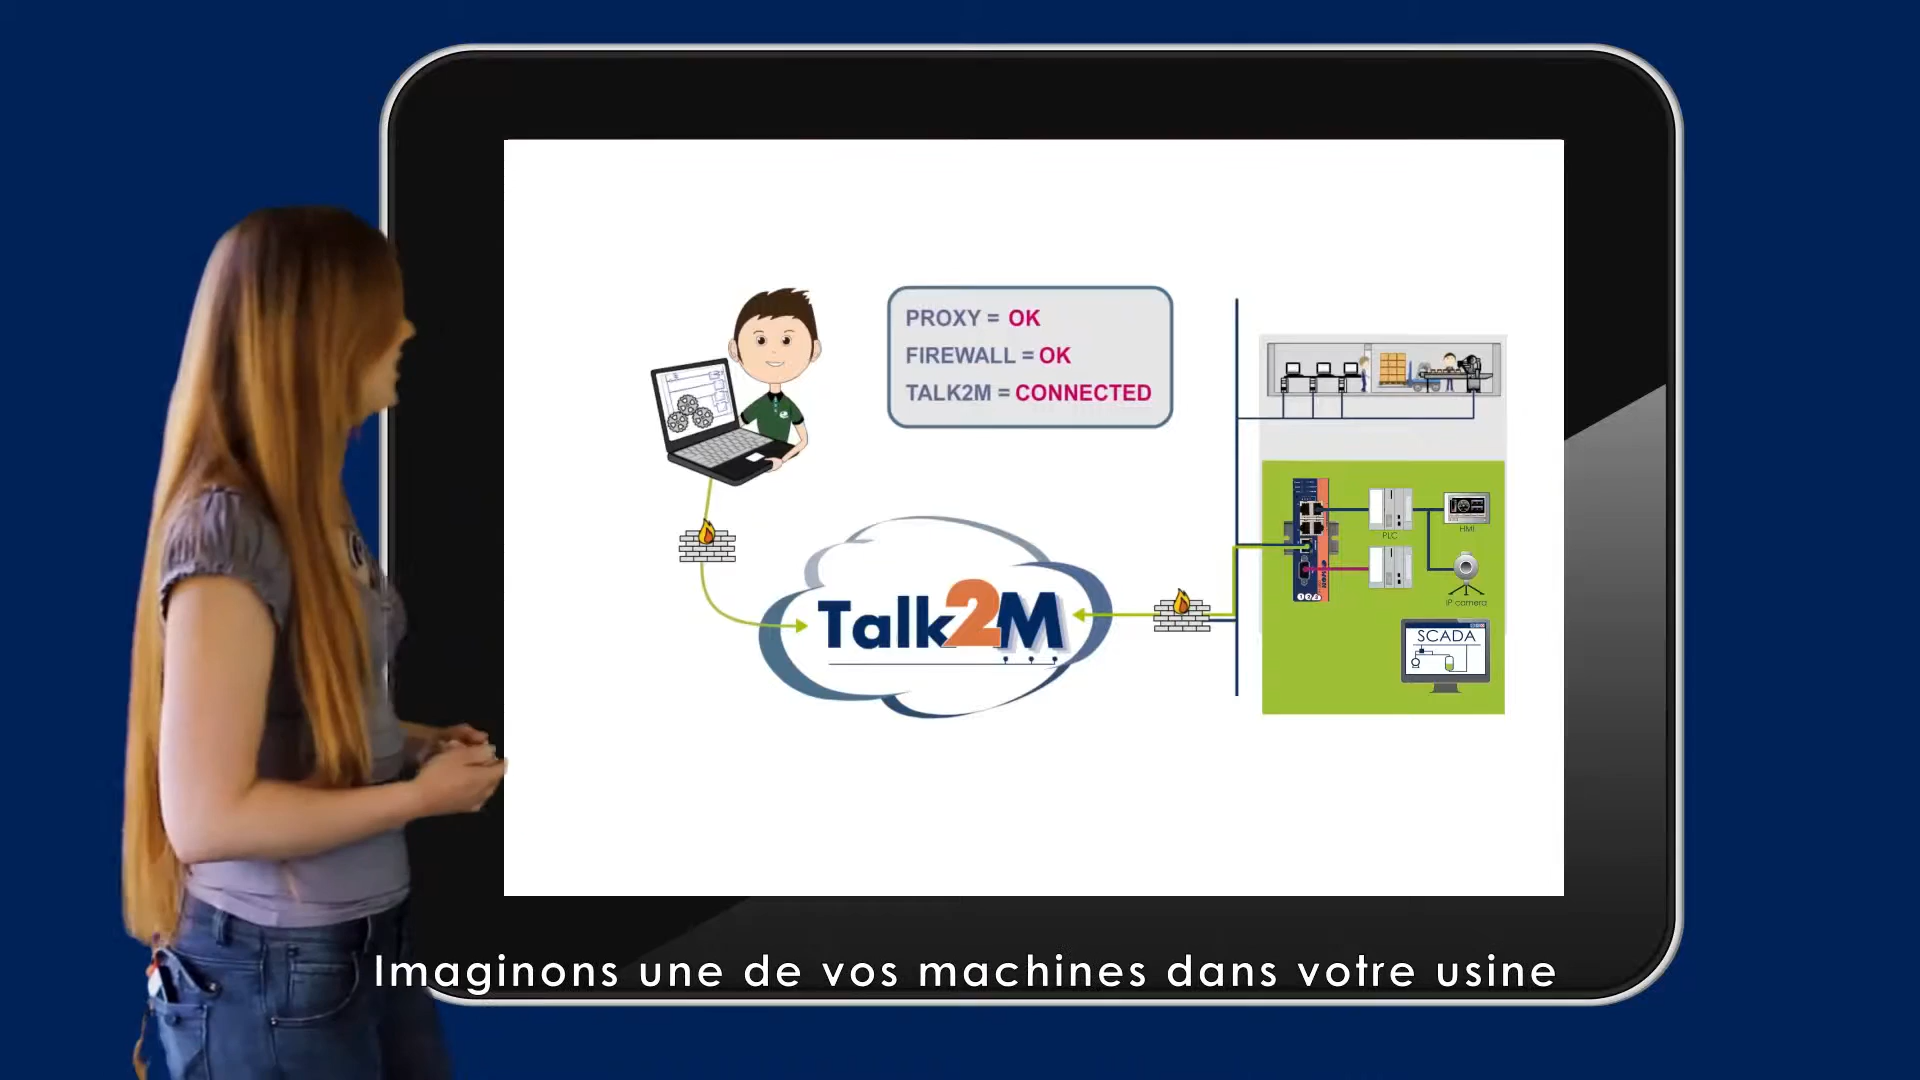 PROXY = OK
FIREWALL = OK
TALK2M = CONNECTED
Talk2M
PLC
HMI
IP camera
SCADA
Imaginons une de vos machines dans votre usine